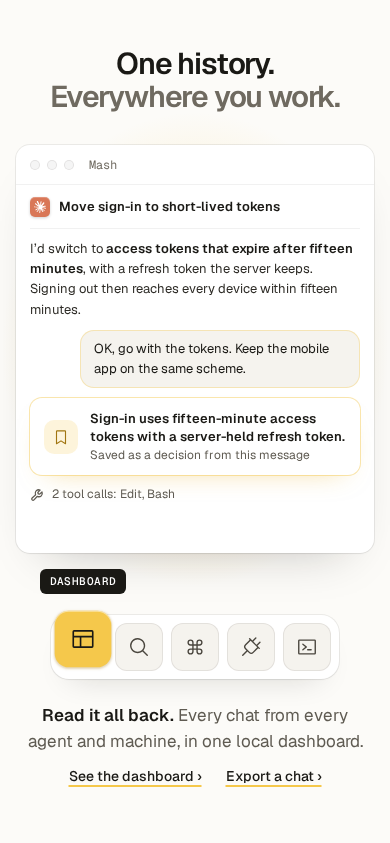 One history.
Everywhere you work.
Mash
Move sign-in to short-lived tokens
I'd switch to access tokens that expire after fifteen
minutes, with a refresh token the server keeps.
Signing out then reaches every device within fifteen
minutes.
OK, go with the tokens. Keep the mobile
app on the same scheme.
Sign-in uses fifteen-minute access
tokens with a server-held refresh token.
Saved as a decision from this message
2 tool calls: Edit, Bash
DASHBOARD
Read it all back. Every chat from every
agent and machine, in one local dashboard.
See the dashboard › Export a chat ›